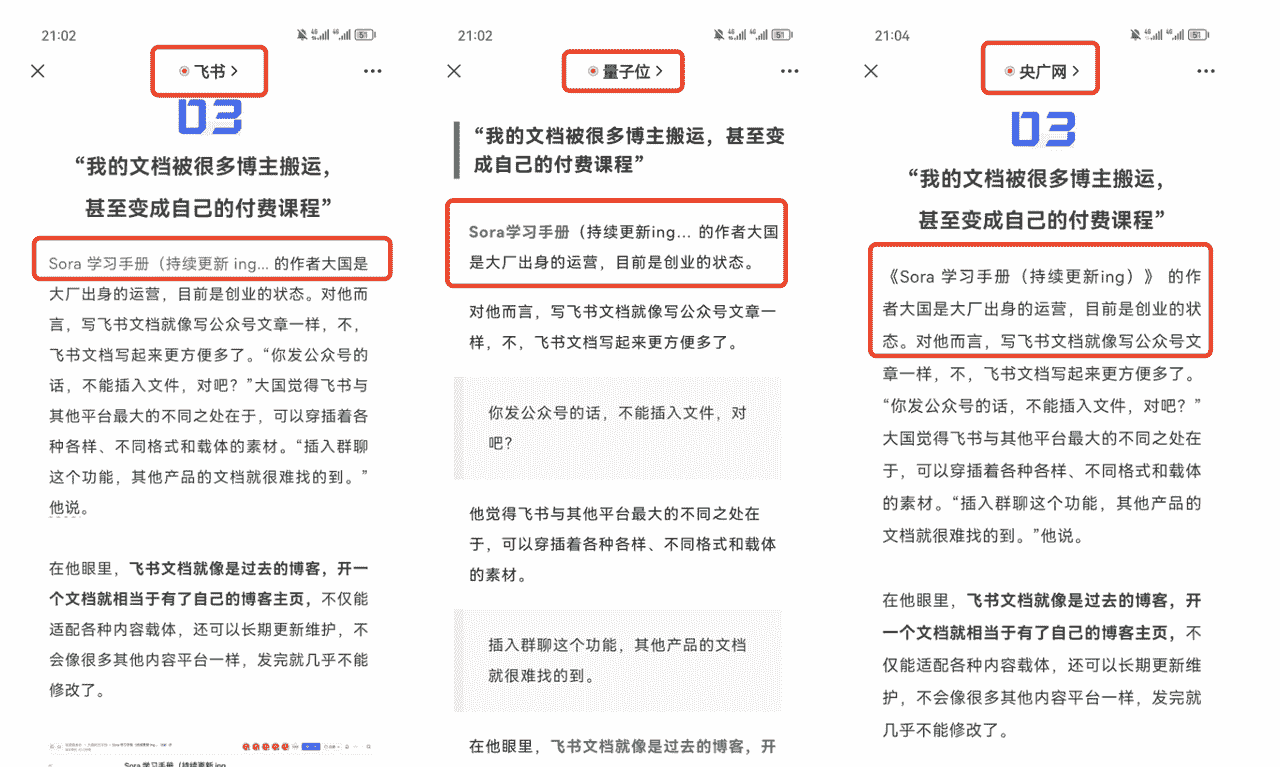 21:02
飞书 >
03
“我的文档被很多博主搬运，
甚至变成自己的付费课程”
Sora 学习手册（持续更新 ing... 的作者大国是
大厂出身的运营，目前是创业的状态。对他而
言，写飞书文档就像写公众号文章一样，不，
飞书文档写起来更方便多了。“你发公众号的
话，不能插入文件，对吧？”大国觉得飞书与
其他平台最大的不同之处在于，可以穿插着各
种各样、不同格式和载体的素材。“插入群聊
这个功能，其他产品的文档就很难找的到。”
他说。
在他眼里，飞书文档就像是过去的博客，开一
个文档就相当于有了自己的博客主页，不仅能
适配各种内容载体，还可以长期更新维护，不
会像很多其他内容平台一样，发完就几乎不能
修改了。
Sora 学习手册（持续更新 ing
21:02
51
量子位 >
“我的文档被很多博主搬运，甚至变
成自己的付费课程”
Sora学习手册（持续更新ing... 的作者大国
是大厂出身的运营，目前是创业的状态。
对他而言，写飞书文档就像写公众号文章一
样，不，飞书文档写起来更方便多了。
你发公众号的话，不能插入文件，对
吧？
他觉得飞书与其他平台最大的不同之处在
于，可以穿插着各种各样、不同格式和载体
的素材。
插入群聊这个功能，其他产品的文档
就很难找的到。
在他眼里，飞书文档就像是过去的博客，开
21:04
51
央广网 >
03
“我的文档被很多博主搬运，
甚至变成自己的付费课程”
《Sora 学习手册（持续更新ing）》 的作
者大国是大厂出身的运营，目前是创业的状
态。对他而言，写飞书文档就像写公众号文
章一样，不，飞书文档写起来更方便多了。
“你发公众号的话，不能插入文件，对吧？”
大国觉得飞书与其他平台最大的不同之处在
于，可以穿插着各种各样、不同格式和载体
的素材。“插入群聊这个功能，其他产品的
文档就很难找的到。”他说。
在他眼里，飞书文档就像是过去的博客，开
一个文档就相当于有了自己的博客主页，不
仅能适配各种内容载体，还可以长期更新维
护，不会像很多其他内容平台一样，发完就
几乎不能修改了。